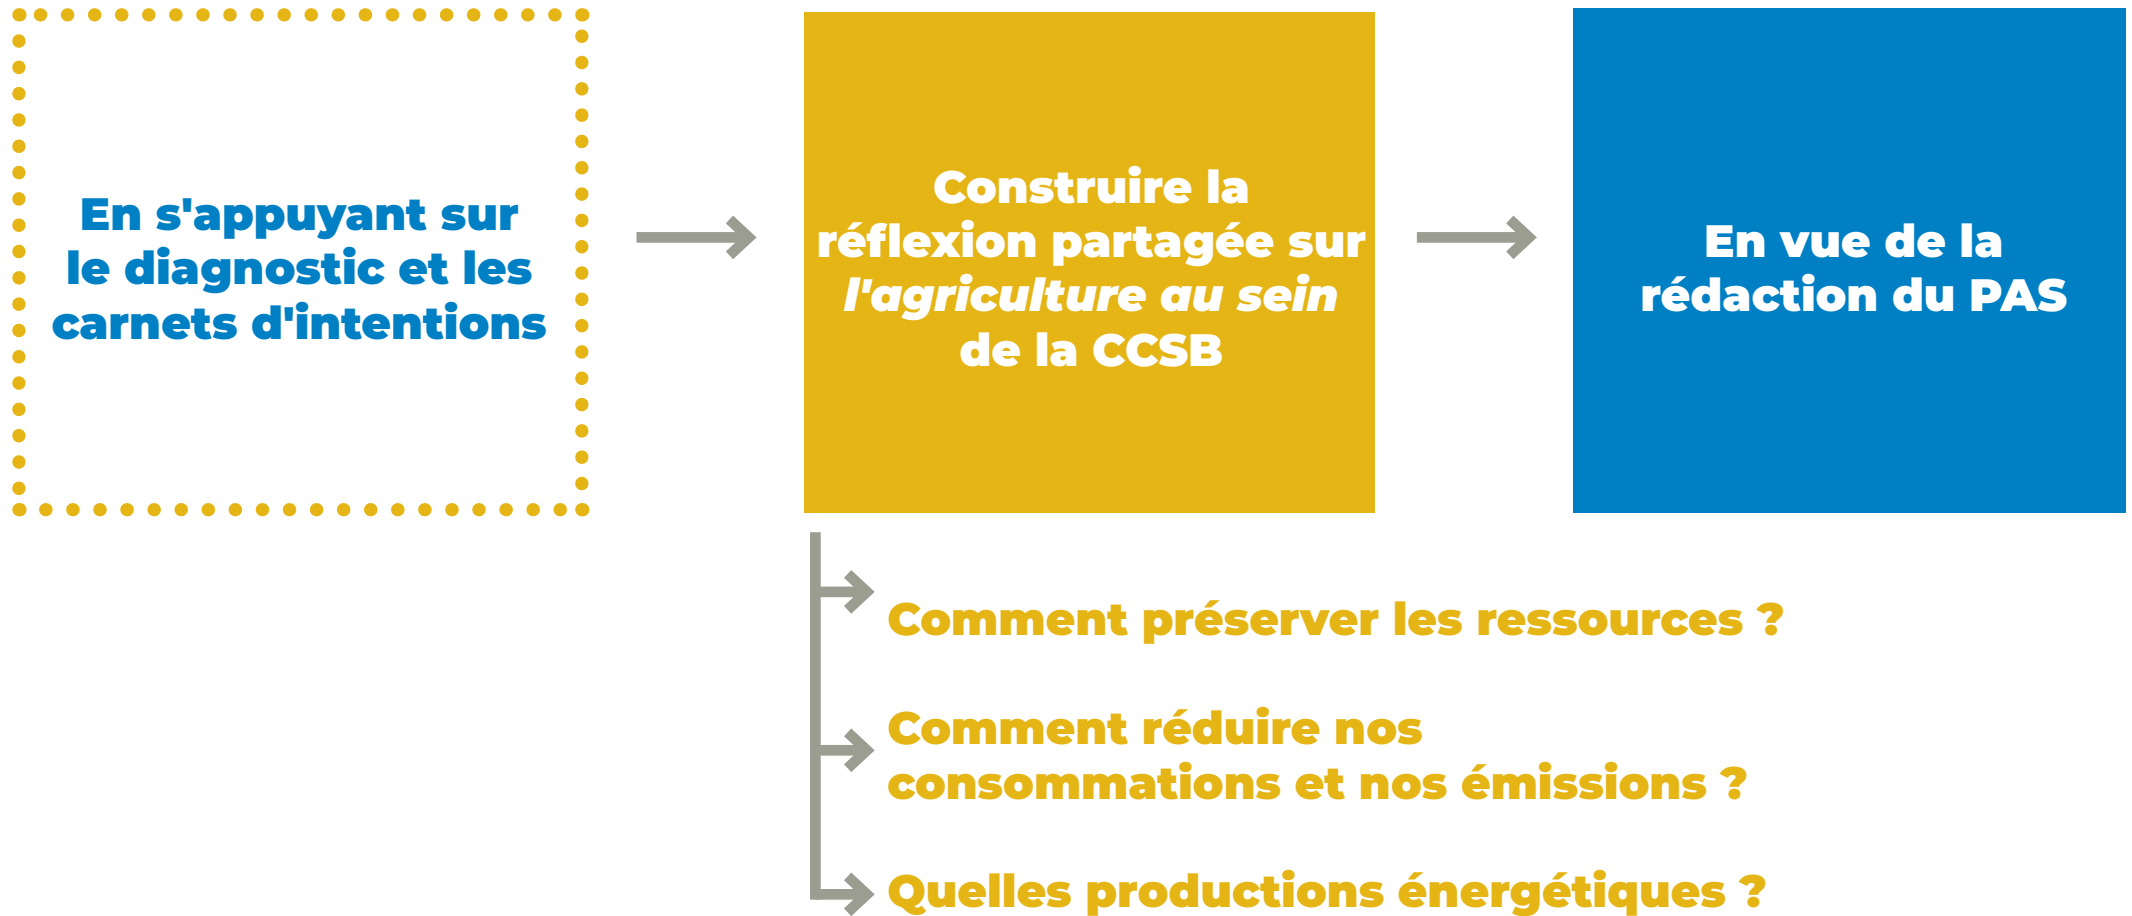 En s'appuyant sur
le diagnostic et les
carnets d'intentions
Construire la
réflexion partagée sur
l'agriculture au sein
de la CCSB
En vue de la
rédaction du PAS
Comment préserver les ressources ?
Comment réduire nos
consommations et nos émissions ?
Quelles productions énergétiques ?